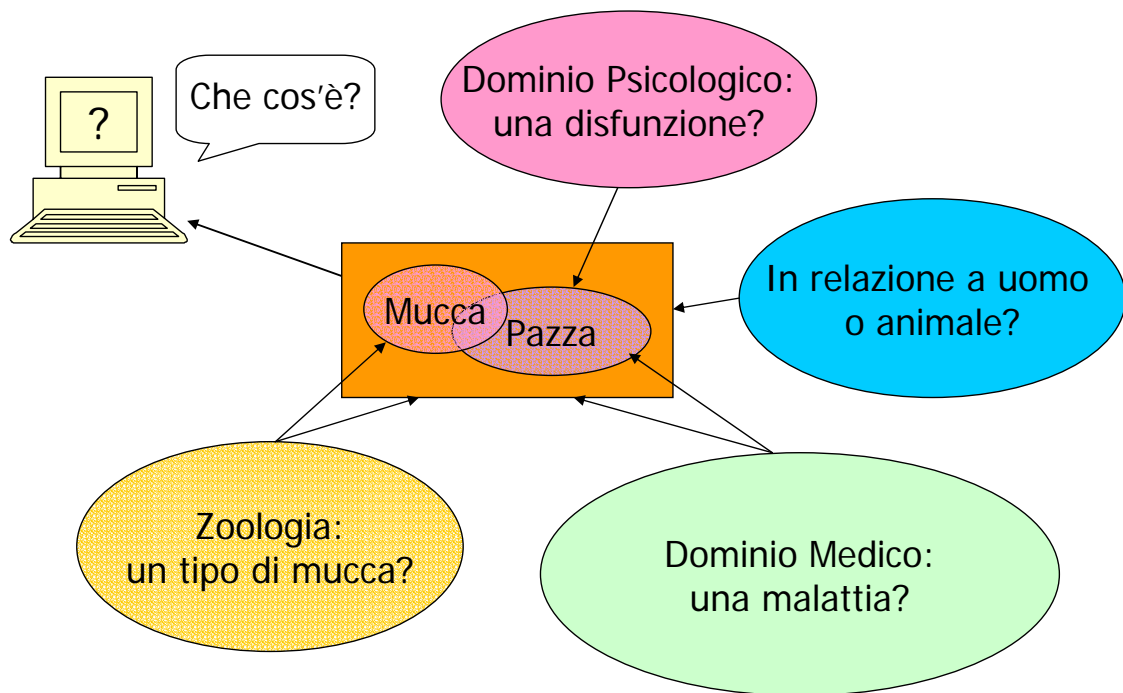 ?
Che cos'è?
Dominio Psicologico:
una disfunzione?
In relazione a uomo
o animale?
Mucca
Pazza
Zoologia:
un tipo di mucca?
Dominio Medico:
una malattia?